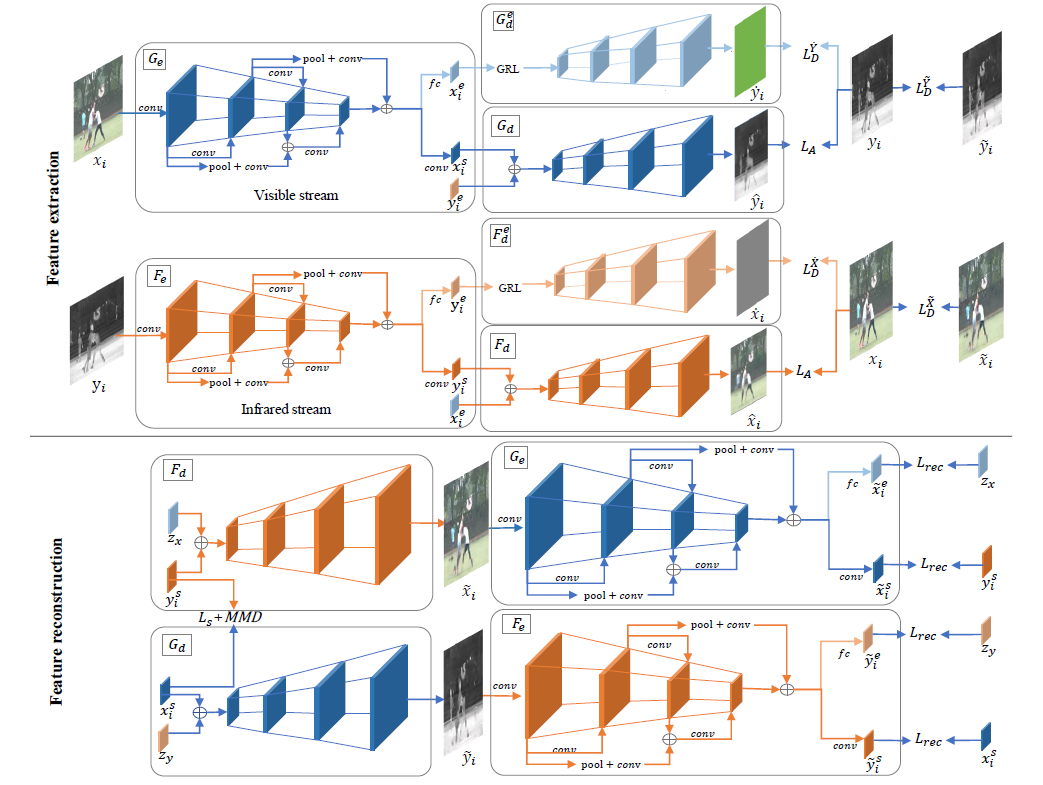 Feature extraction
x_i
conv
G_e
pool + conv
conv
conv
pool + conv
Visible stream
fc
x_i^e
conv
x_i^s
y_i^e
G_d^e
GRL
ẏ_i
L_D^Ẏ
G_d
ŷ_i
L_A
y_i
L_D^Ỹ
ỹ_i
y_i
conv
F_e
pool + conv
conv
conv
conv
pool + conv
Infrared stream
fc
y_i^e
conv
y_i^s
x_i^e
F_d^e
GRL
ẋ_i
L_D^Ẋ
F_d
x̂_i
L_A
x_i
L_D^X̃
x̃_i
Feature reconstruction
F_d
z_x
y_i^s
x̃_i
L_s + MMD
G_d
x_i^s
z_y
ỹ_i
conv
G_e
pool + conv
conv
conv
conv
pool + conv
fc
x̃_i^e
L_rec
z_x
conv
x̃_i^s
L_rec
y_i^s
conv
F_e
pool + conv
conv
conv
conv
pool + conv
fc
ỹ_i^e
L_rec
z_y
conv
ỹ_i^s
L_rec
x_i^s